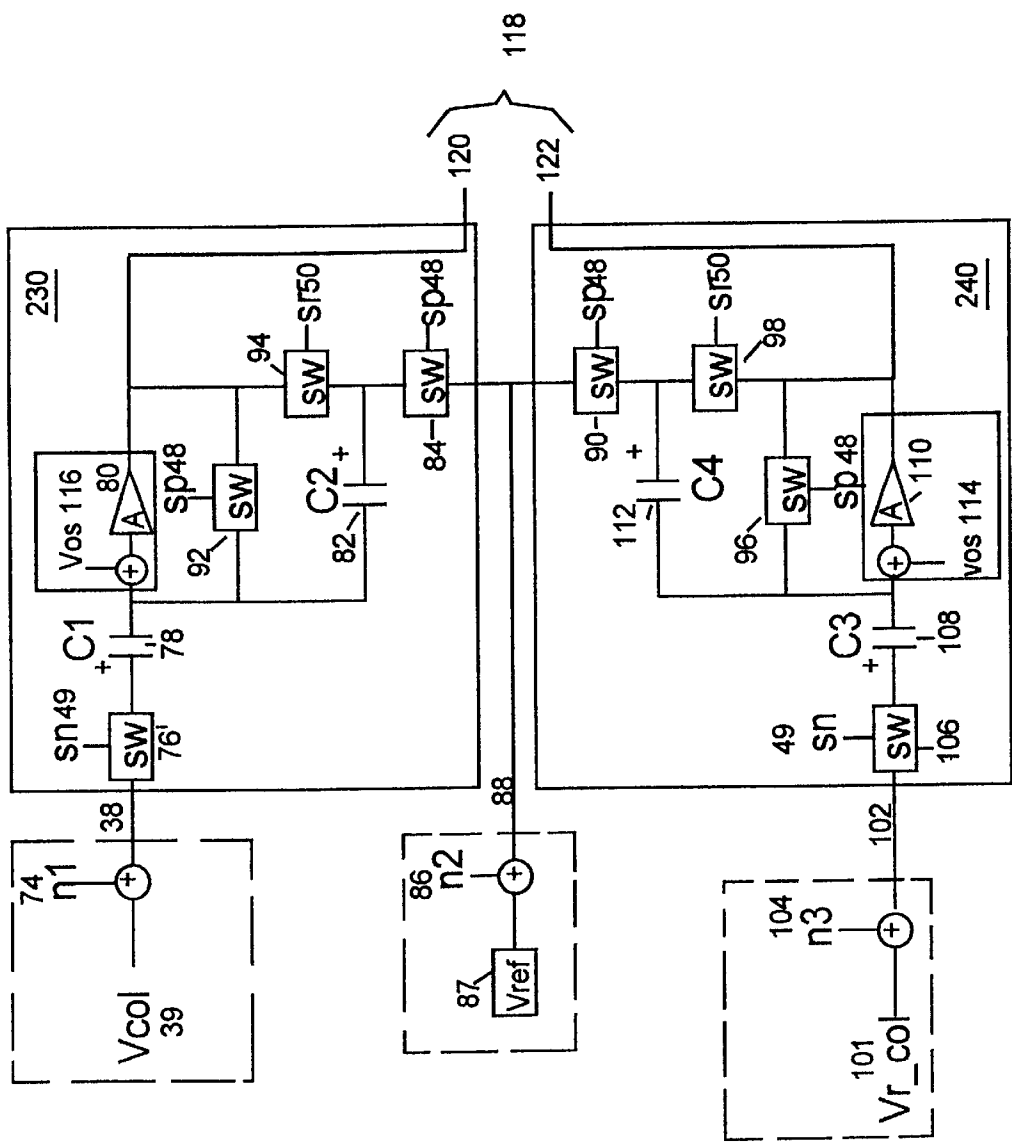 118
120
122
230
94
sr50
sp48
84
Vos 116
80
A
sp48
sw
sw
sw
92
C2
+
82
C1
+
78
sn49
sw
76
38
74
n1
+
+
Vcol
39
88
86
n2
+
87
Vref
240
sp48
sw
90
sr50
sw
98
+
C4
112
96
sw
sp 48
A
110
+
vos 114
C3
+
108
49
sn
sw
106
102
104
n3
+
101
Vr_col